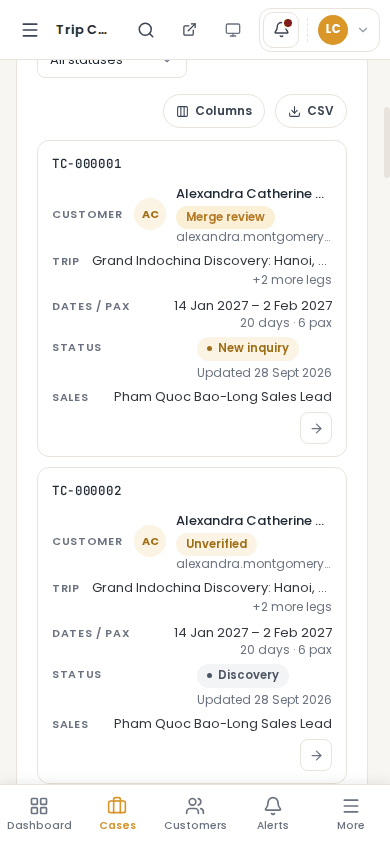 Trip C...
LC
All statuses
Columns
CSV
TC-000001
CUSTOMER
AC
Alexandra Catherine ...
Merge review
alexandra.montgomery...
TRIP
Grand Indochina Discovery: Hanoi, ...
+2 more legs
DATES / PAX
14 Jan 2027 – 2 Feb 2027
20 days · 6 pax
STATUS
New inquiry
Updated 28 Sept 2026
SALES
Pham Quoc Bao-Long Sales Lead
TC-000002
CUSTOMER
AC
Alexandra Catherine ...
Unverified
alexandra.montgomery...
TRIP
Grand Indochina Discovery: Hanoi, ...
+2 more legs
DATES / PAX
14 Jan 2027 – 2 Feb 2027
20 days · 6 pax
STATUS
Discovery
Updated 28 Sept 2026
SALES
Pham Quoc Bao-Long Sales Lead
Dashboard
Cases
Customers
Alerts
More